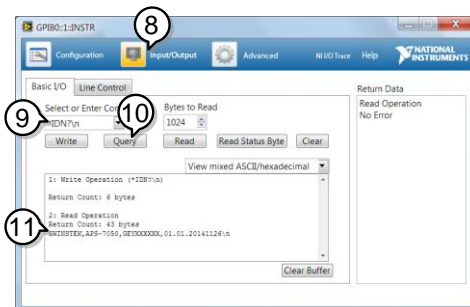 GPIB0::1::INSTR
8
Configuration
Input/Output
Advanced
NI I/O Trace
Help
NATIONAL
INSTRUMENTS
Basic I/O
Line Control
Return Data
Select or Enter Co
10
Bytes to Read
Read Operation
No Error
9
*IDN?\n
1024
Write
Query
Read
Read Status Byte
Clear
View mixed ASCII/hexadecimal
1: Write Operation (*IDN?\n)
Return Count: 6 bytes
2: Read Operation
Return Count: 43 bytes
11
GWINSTEK,APS-7050,GEYXXXXXX,01.01.20141126\n
Clear Buffer